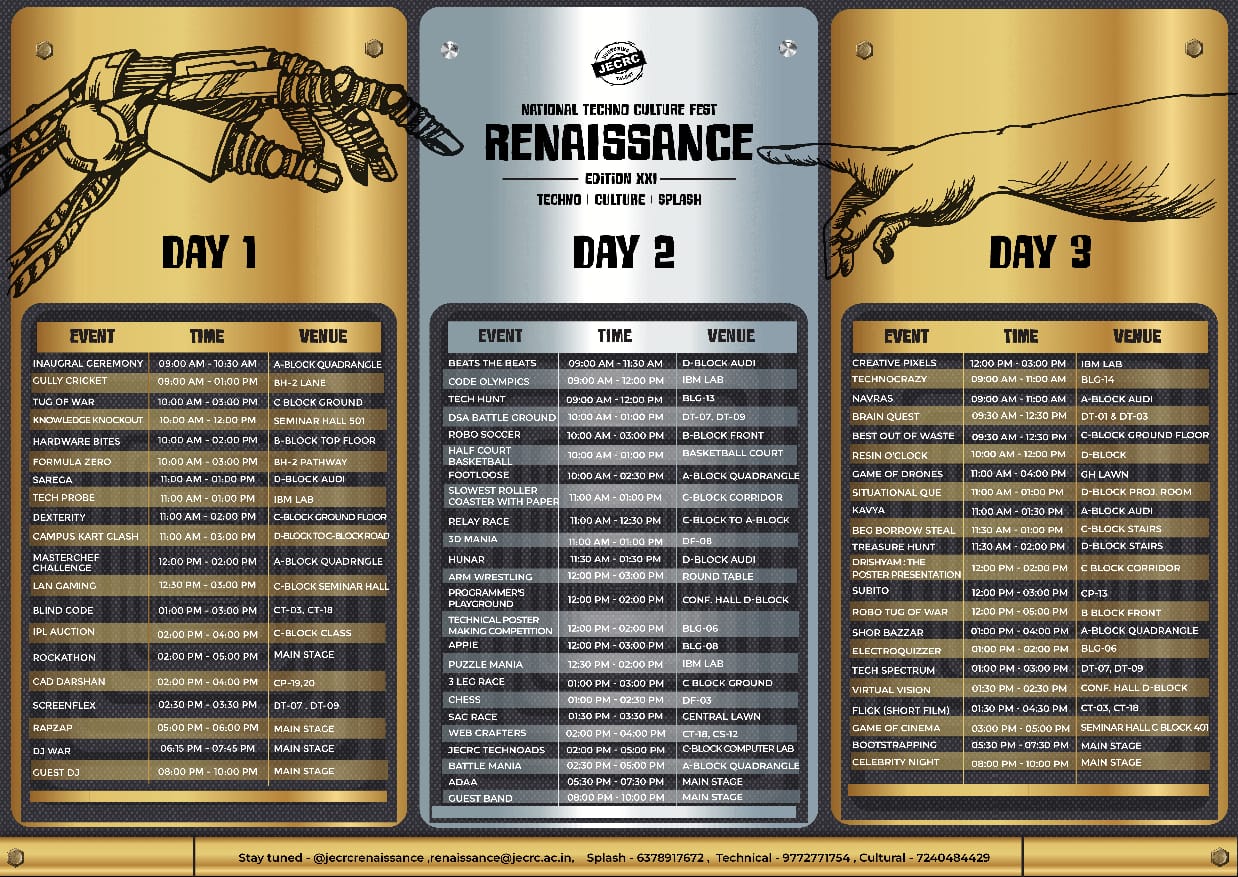 JECRC
NATIONAL TECHNO CULTURE FEST
RENAISSANCE
EDITION XXI
TECHNO | CULTURE | SPLASH
DAY 1
EVENT TIME VENUE
INAUGRAL CEREMONY 09:00 AM - 10:30 AM A-BLOCK QUADRANGLE
GULLY CRICKET 09:00 AM - 01:00 PM BH-2 LANE
TUG OF WAR 10:00 AM - 03:00 PM C BLOCK GROUND
KNOWLEDGE KNOCKOUT 10:00 AM - 12:00 PM SEMINAR HALL 501
HARDWARE BITES 10:00 AM - 02:00 PM B-BLOCK TOP FLOOR
FORMULA ZERO 10:00 AM - 03:00 PM BH-2 PATHWAY
SAREGA 11:00 AM - 01:00 PM D-BLOCK AUDI
TECH PROBE 11:00 AM - 01:00 PM IBM LAB
DEXTERITY 11:00 AM - 02:00 PM C-BLOCK GROUND FLOOR
CAMPUS KART CLASH 11:00 AM - 03:00 PM D-BLOCK TO C-BLOCK ROAD
MASTERCHEF
CHALLENGE 12:00 PM - 02:00 PM A-BLOCK QUADRNGLE
LAN GAMING 12:30 PM - 03:00 PM C-BLOCK SEMINAR HALL
BLIND CODE 01:00 PM - 03:00 PM CT-03, CT-18
IPL AUCTION 02:00 PM - 04:00 PM C-BLOCK CLASS
ROCKATHON 02:00 PM - 05:00 PM MAIN STAGE
CAD DARSHAN 02:00 PM - 04:00 PM CP-19,20
SCREENFLEX 02:30 PM - 03:30 PM DT-07 , DT-09
RAPZAP 05:00 PM - 06:00 PM MAIN STAGE
DJ WAR 06:15 PM - 07:45 PM MAIN STAGE
GUEST DJ 08:00 PM - 10:00 PM MAIN STAGE
DAY 2
EVENT TIME VENUE
BEATS THE BEATS 09:00 AM - 11:30 AM D-BLOCK AUDI
CODE OLYMPICS 09:00 AM - 12:00 PM IBM LAB
TECH HUNT 09:00 AM - 12:00 PM BLG-13
DSA BATTLE GROUND 10:00 AM - 01:00 PM DT-07, DT-09
ROBO SOCCER 10:00 AM - 03:00 PM B-BLOCK FRONT
HALF COURT
BASKETBALL 10:00 AM - 01:00 PM BASKETBALL COURT
FOOTLOOSE 10:00 AM - 02:30 PM A-BLOCK QUADRANGLE
SLOWEST ROLLER
COASTER WITH PAPER 11:00 AM - 01:00 PM C-BLOCK CORRIDOR
RELAY RACE 11:00 AM - 12:30 PM C-BLOCK TO A-BLOCK
3D MANIA 11:00 AM - 01:00 PM DF-08
HUNAR 11:30 AM - 01:30 PM D-BLOCK AUDI
ARM WRESTLING 12:00 PM - 03:00 PM ROUND TABLE
PROGRAMMER'S
PLAYGROUND 12:00 PM - 02:00 PM CONF. HALL D-BLOCK
TECHNICAL POSTER
MAKING COMPETITION 12:00 PM - 02:00 PM BLG-06
APPIE 12:00 PM - 03:00 PM BLG-08
PUZZLE MANIA 12:30 PM - 02:00 PM IBM LAB
3 LEG RACE 01:00 PM - 03:00 PM C BLOCK GROUND
CHESS 01:00 PM - 02:30 PM DF-03
SAC RACE 01:30 PM - 03:30 PM CENTRAL LAWN
WEB CRAFTERS 02:00 PM - 04:00 PM CT-18, CS-12
JECRC TECHNOADS 02:00 PM - 05:00 PM C-BLOCK COMPUTER LAB
BATTLE MANIA 02:30 PM - 05:00 PM A-BLOCK QUADRANGLE
ADAA 05:30 PM - 07:30 PM MAIN STAGE
GUEST BAND 08:00 PM - 10:00 PM MAIN STAGE
DAY 3
EVENT TIME VENUE
CREATIVE PIXELS 12:00 PM - 03:00 PM IBM LAB
TECHNOCRAZY 09:00 AM - 11:00 AM BLG-14
NAVRAS 09:00 AM - 11:00 AM A-BLOCK AUDI
BRAIN QUEST 09:30 AM - 12:30 PM DT-01 & DT-03
BEST OUT OF WASTE 09:30 AM - 12:30 PM C-BLOCK GROUND FLOOR
RESIN O'CLOCK 10:00 AM - 12:00 PM D-BLOCK
GAME OF DRONES 11:00 AM - 04:00 PM GH LAWN
SITUATIONAL QUE 11:00 AM - 01:00 PM D-BLOCK PROJ. ROOM
KAVYA 11:00 AM - 01:30 PM A-BLOCK AUDI
BEG BORROW STEAL 11:30 AM - 01:00 PM C-BLOCK STAIRS
TREASURE HUNT 11:30 AM - 02:00 PM D-BLOCK STAIRS
DRISHYAM : THE
POSTER PRESENTATION 12:00 PM - 02:00 PM C BLOCK CORRIDOR
SUBITO 12:00 PM - 03:00 PM CP-13
ROBO TUG OF WAR 12:00 PM - 05:00 PM B BLOCK FRONT
SHOR BAZZAR 01:00 PM - 04:00 PM A-BLOCK QUADRANGLE
ELECTROQUIZZER 01:00 PM - 02:00 PM BLG-06
TECH SPECTRUM 01:00 PM - 03:00 PM DT-07, DT-09
VIRTUAL VISION 01:30 PM - 02:30 PM CONF. HALL D-BLOCK
FLICK (SHORT FILM) 01:30 PM - 04:30 PM CT-03, CT-18
GAME OF CINEMA 03:00 PM - 05:00 PM SEMINAR HALL C BLOCK 401
BOOTSTRAPPING 05:30 PM - 07:30 PM MAIN STAGE
CELEBRITY NIGHT 08:00 PM - 10:00 PM MAIN STAGE
Stay tuned - @jecrcrenaissance ,renaissance@jecrc.ac.in, Splash - 6378917672 , Technical - 9772771754 , Cultural - 7240484429